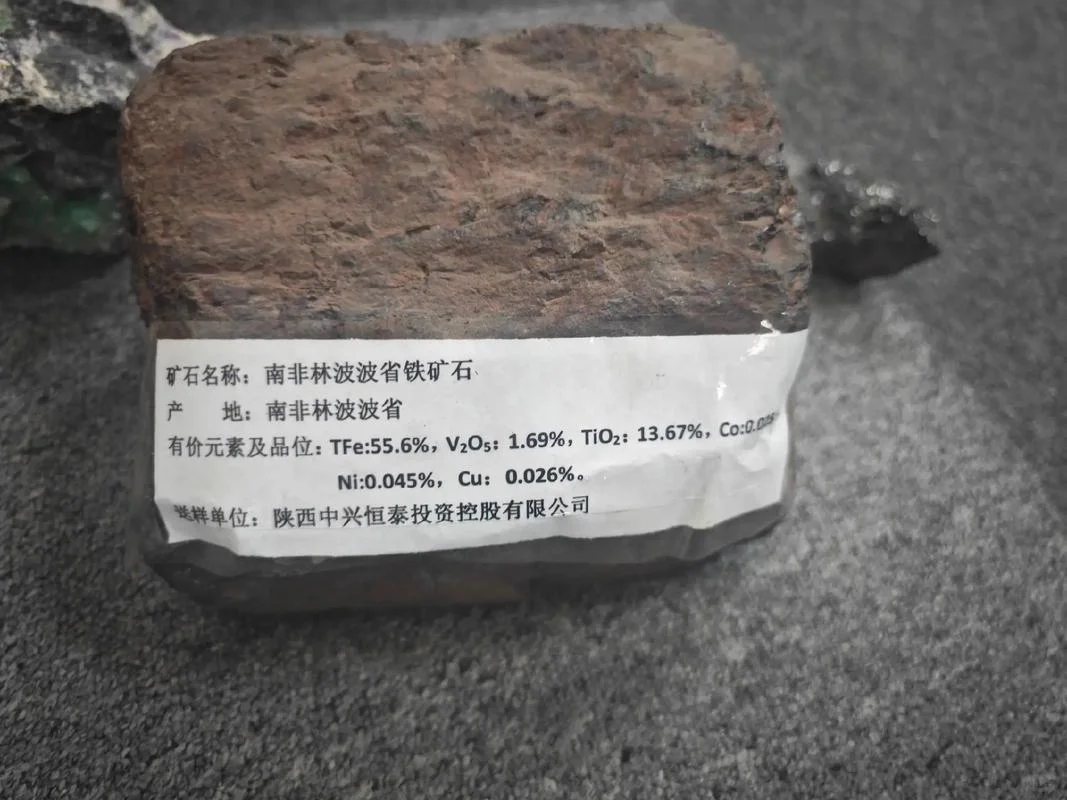 矿石名称：南非林波波省铁矿石
产 地：南非林波波省
有价元素及品位：TFe:55.6%，V₂O₅：1.69%，TiO₂：13.67%，Co:
Ni:0.045%，Cu：0.026%。
送样单位：陕西中兴恒泰投资控股有限公司